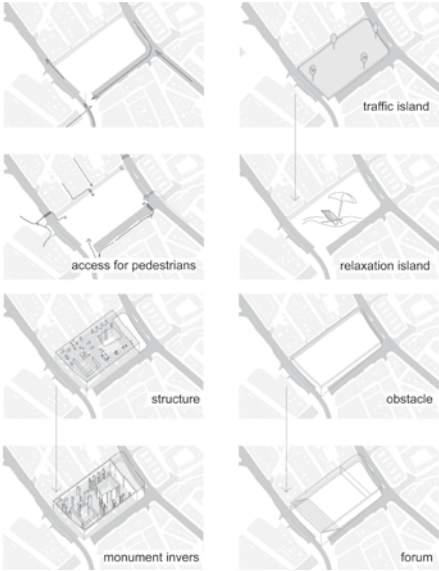 traffic island
access for pedestrians
relaxation island
structure
obstacle
monument invers
forum